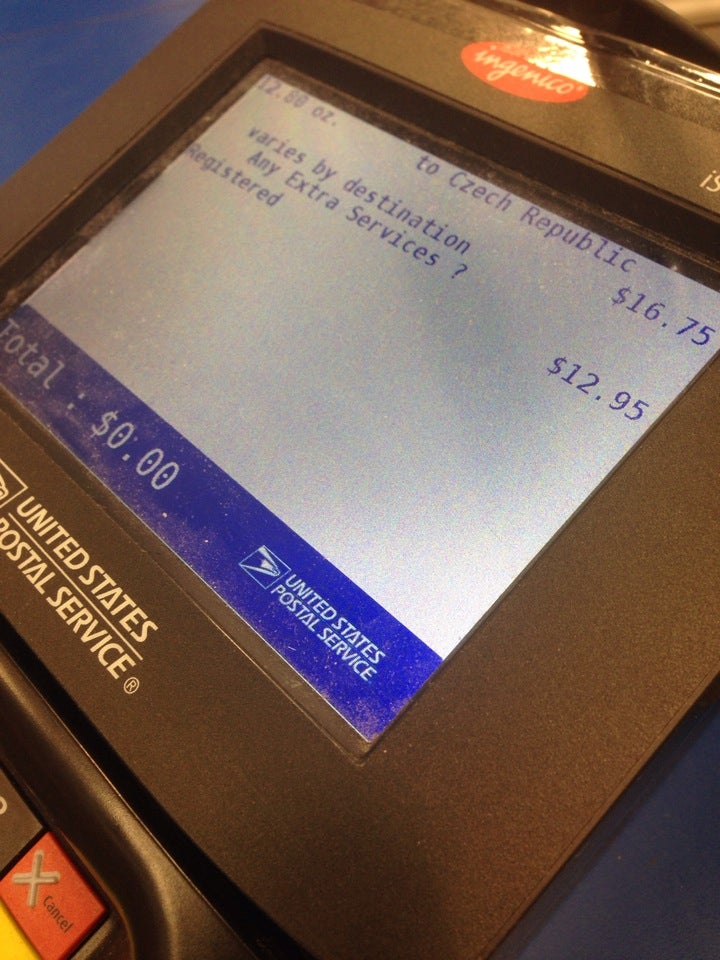 ingenico
iS
12.80 oz. to Czech Republic
varies by destination $16.75
Any Extra Services ?
Registered $12.95
Total : $0.00
UNITED STATES
POSTAL SERVICE
UNITED STATES
POSTAL SERVICE®
Cancel